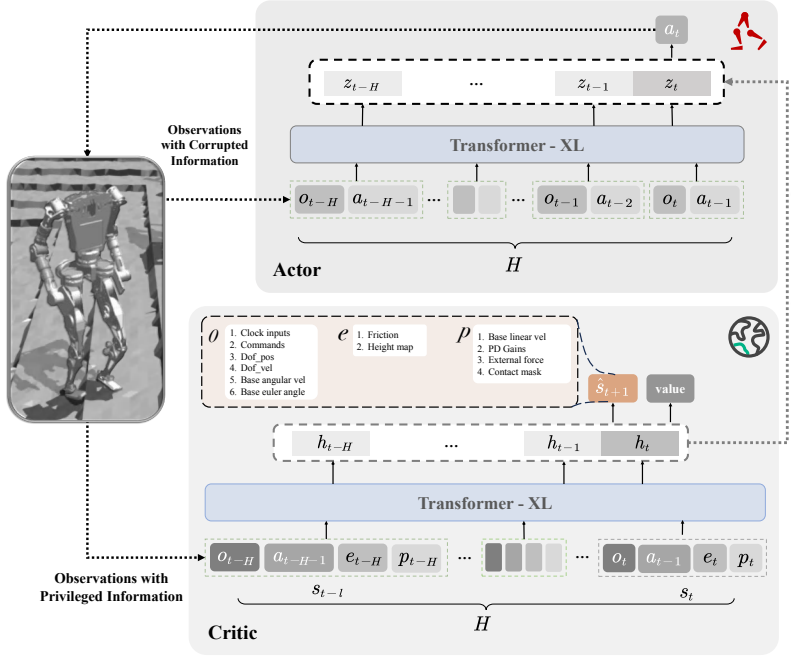 a_t
z_{t-H} ... z_{t-1} z_t
Observations
with Corrupted
Information
Transformer - XL
o_{t-H} a_{t-H-1} ... ... o_{t-1} a_{t-2} o_t a_{t-1}
H
Actor
o
1. Clock inputs
2. Commands
3. Dof_pos
4. Dof_vel
5. Base angular vel
6. Base euler angle
e
1. Friction
2. Height map
p
1. Base linear vel
2. PD Gains
3. External force
4. Contact mask
ŝ_{t+1} value
h_{t-H} ... h_{t-1} h_t
Transformer - XL
o_{t-H} a_{t-H-1} e_{t-H} p_{t-H} ... ... o_t a_{t-1} e_t p_t
Observations with
Privileged Information
s_{t-l} s_t
H
Critic